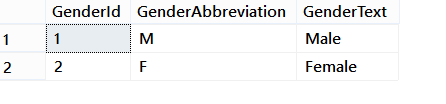 GenderId GenderAbbreviation GenderText
1 1 M Male
2 2 F Female